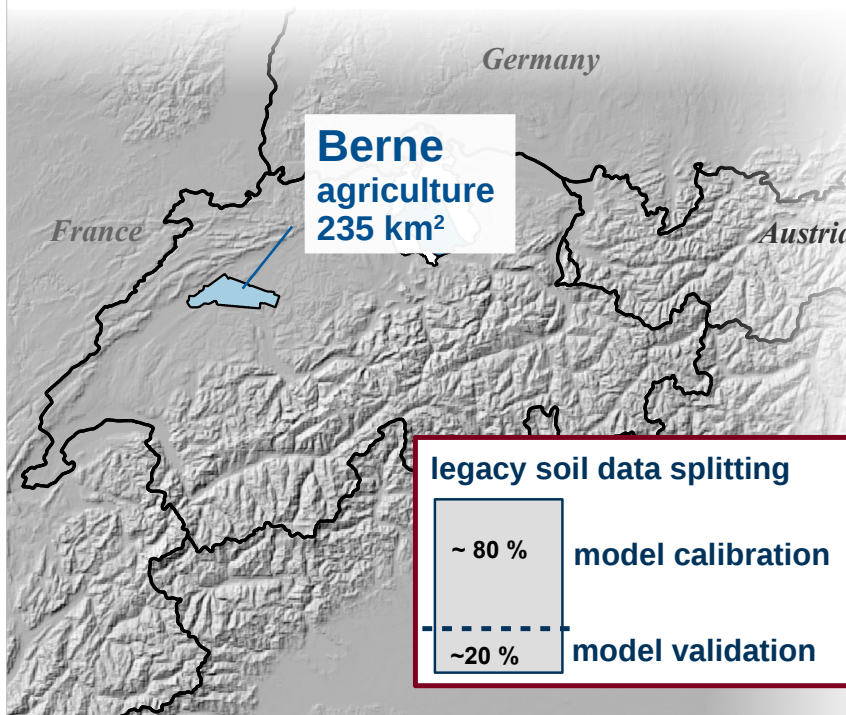 Germany
Berne
agriculture
235 km²
France
Austria
legacy soil data splitting
~ 80 %
model calibration
~20 %
model validation